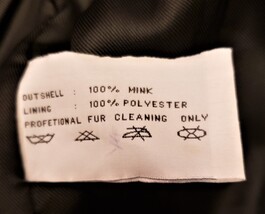 OUTSHELL : 100% MINK
LINING : 100% POLYESTER
PROFETIONAL FUR CLEANING ONLY